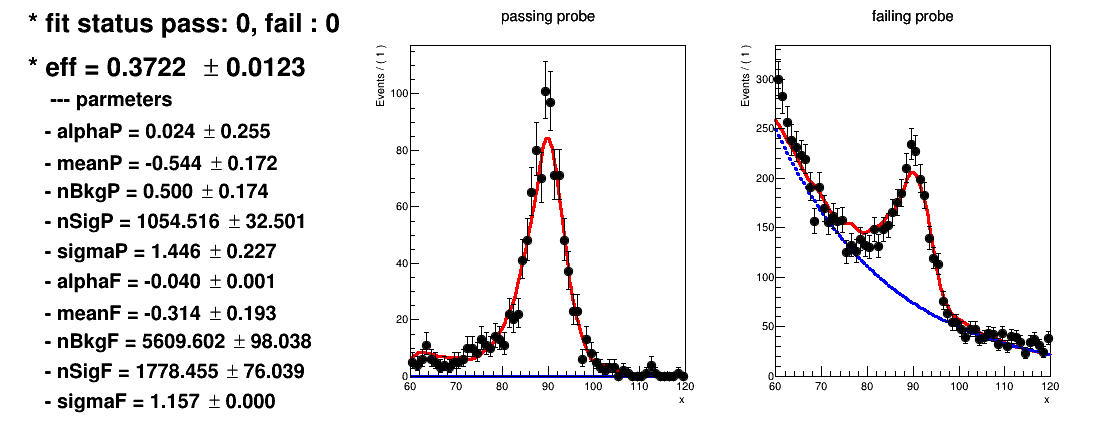 * fit status pass: 0, fail : 0
* eff = 0.3722 ± 0.0123
--- parmeters
- alphaP = 0.024 ± 0.255
- meanP = -0.544 ± 0.172
- nBkgP = 0.500 ± 0.174
- nSigP = 1054.516 ± 32.501
- sigmaP = 1.446 ± 0.227
- alphaF = -0.040 ± 0.001
- meanF = -0.314 ± 0.193
- nBkgF = 5609.602 ± 98.038
- nSigF = 1778.455 ± 76.039
- sigmaF = 1.157 ± 0.000
passing probe
Events / ( 1 )
100
80
60
40
20
0
60 70 80 90 100 110 120
x
failing probe
Events / ( 1 )
300
250
200
150
100
50
0
60 70 80 90 100 110 120
x